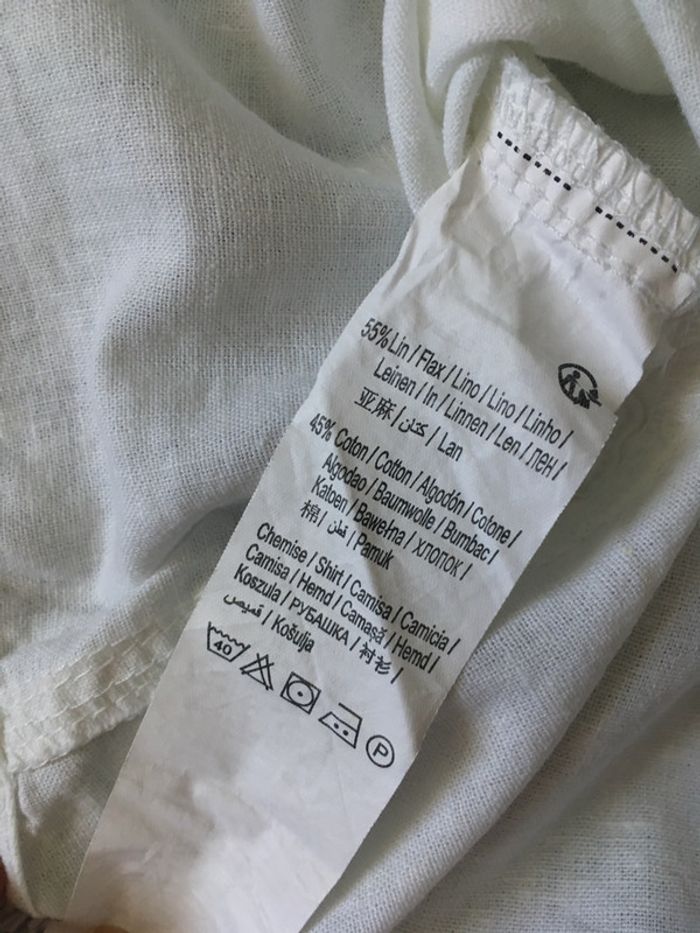 55% Lin / Flax / Lino / Lino / Linho /
Leinen / In / Linnen / Len / ЛЕН /
亚麻 / كتان / Lan
45% Coton / Cotton / Algodón / Cotone /
Algodao / Baumwolle / Bumbac /
Katoen / Bawełna / ХЛОПОК /
棉 / قطن / Pamuk
Chemise / Shirt / Camisa / Camicia /
Camisa / Hemd / Camasă / Hemd /
Koszula / РУБАШКА / 衬衫 /
قميص / Košulja
40
P